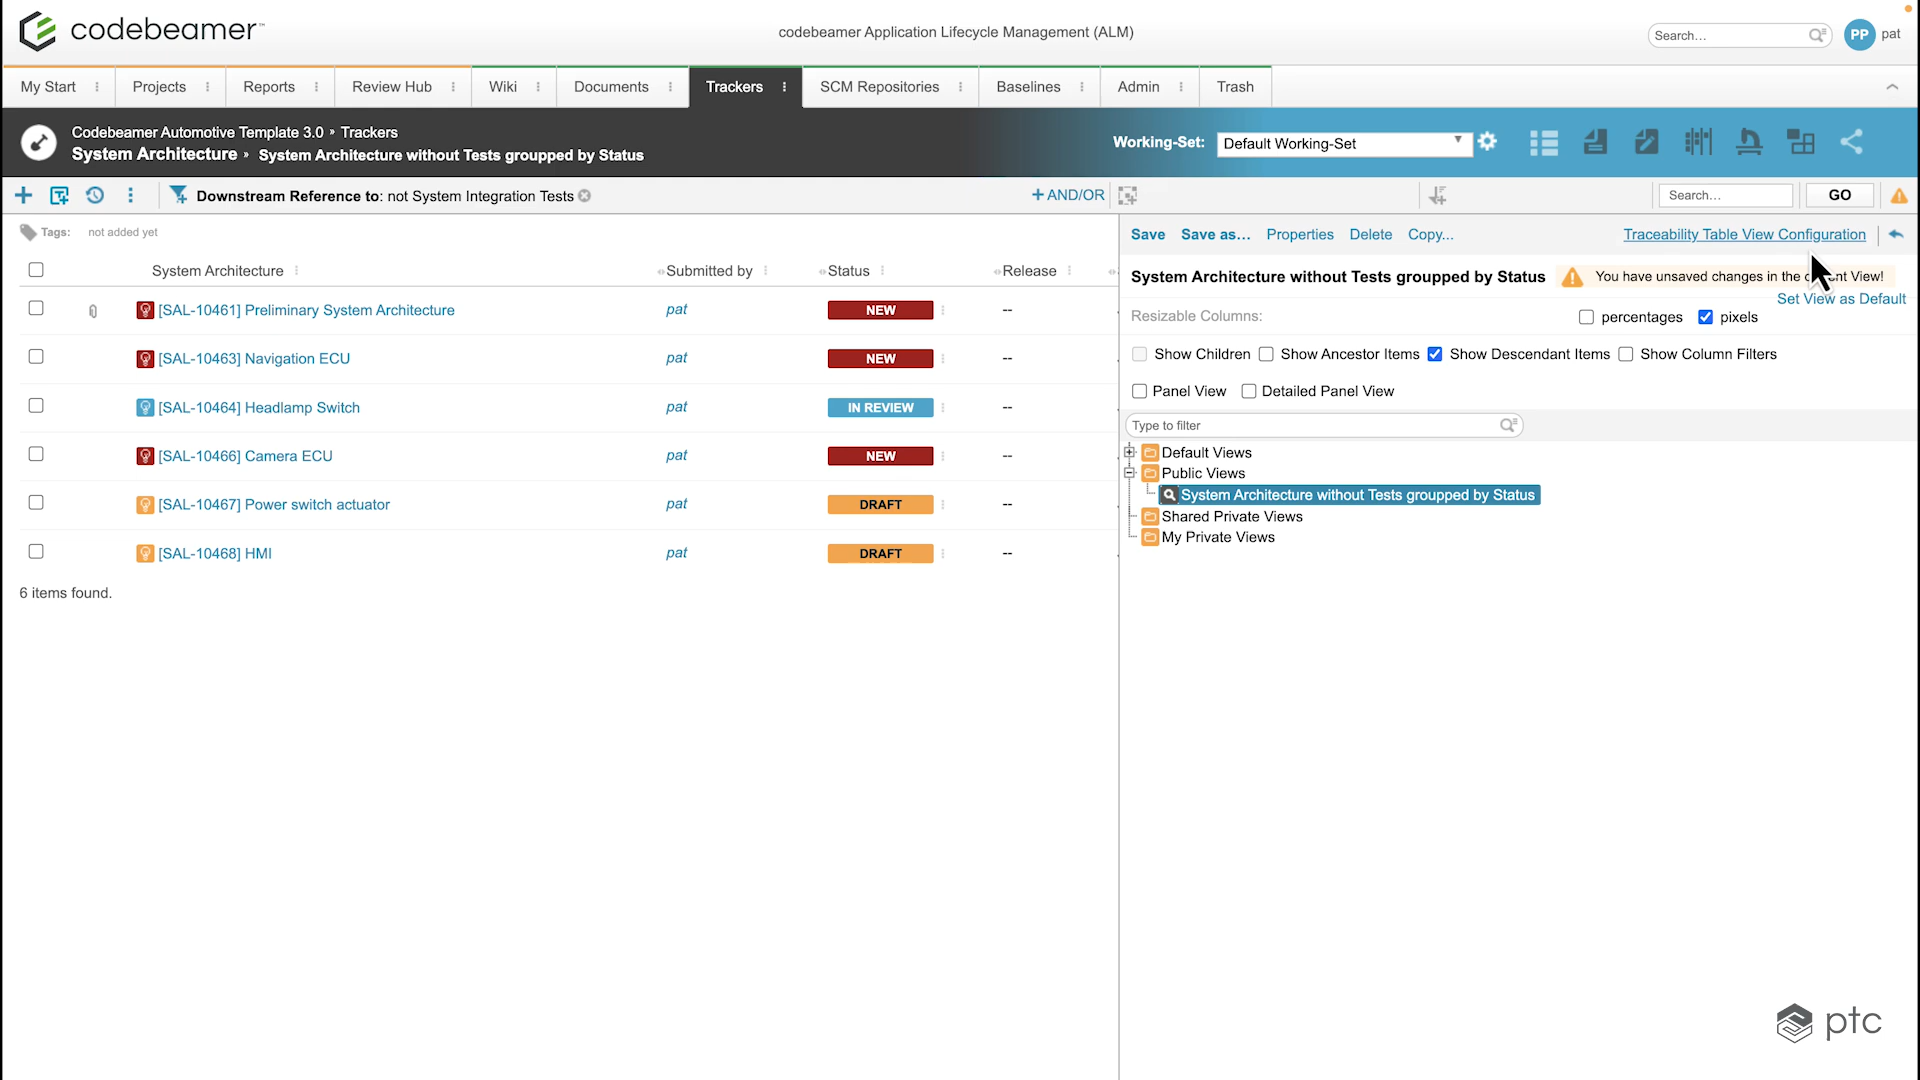 codebeamer™
codebeamer Application Lifecycle Management (ALM)
Search...
PP pat
My Start Projects Reports Review Hub Wiki Documents Trackers SCM Repositories Baselines Admin Trash
Codebeamer Automotive Template 3.0 » Trackers
System Architecture » System Architecture without Tests groupped by Status
Working-Set: Default Working-Set
Downstream Reference to: not System Integration Tests
+AND/OR
Search...
GO
Tags: not added yet
Save Save as... Properties Delete Copy... Traceability Table View Configuration
System Architecture Submitted by Status Release
System Architecture without Tests groupped by Status
You have unsaved changes in the nt View!
Set View as Default
[SAL-10461] Preliminary System Architecture pat NEW --
Resizable Columns: percentages pixels
[SAL-10463] Navigation ECU pat NEW --
Show Children Show Ancestor Items Show Descendant Items Show Column Filters
Panel View Detailed Panel View
[SAL-10464] Headlamp Switch pat IN REVIEW --
Type to filter
[SAL-10466] Camera ECU pat NEW --
Default Views
Public Views
System Architecture without Tests groupped by Status
[SAL-10467] Power switch actuator pat DRAFT --
Shared Private Views
My Private Views
[SAL-10468] HMI pat DRAFT --
6 items found.
ptc